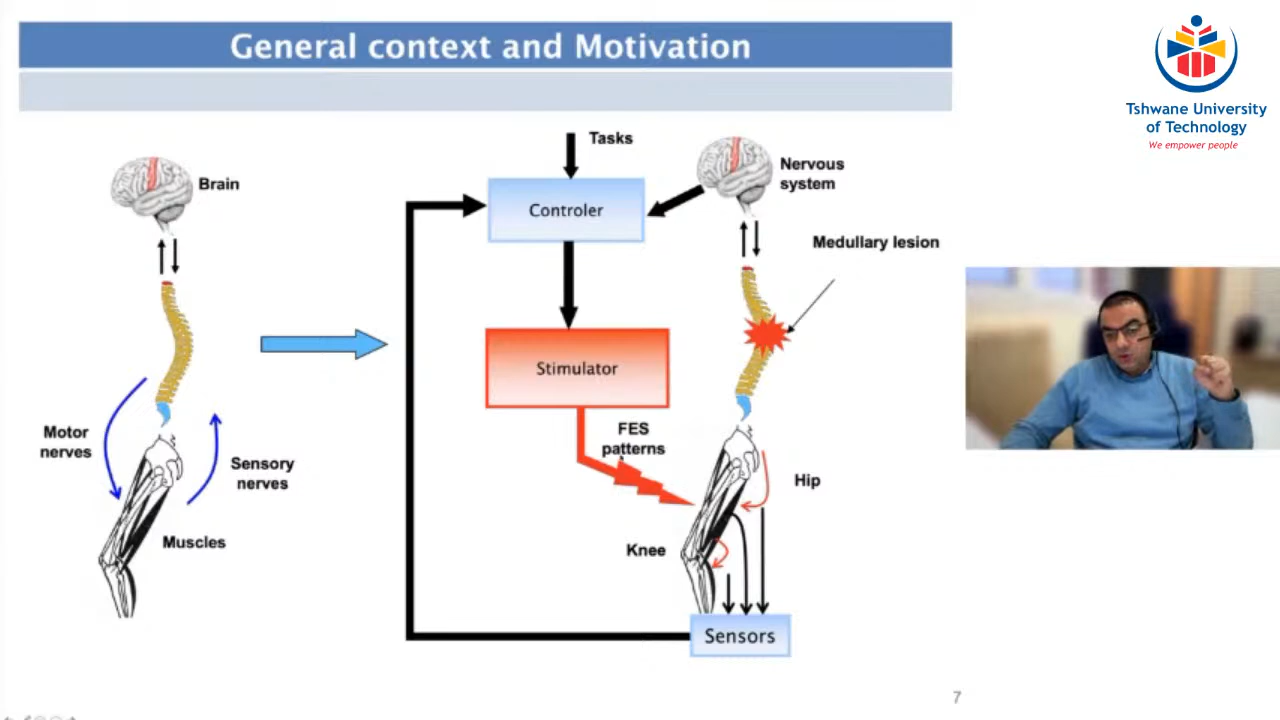 General context and Motivation
Tshwane University
of Technology
We empower people
Tasks
Brain
Nervous
system
Controler
Medullary lesion
Stimulator
Motor
nerves
Sensory
nerves
FES
patterns
Hip
Muscles
Knee
Sensors
7